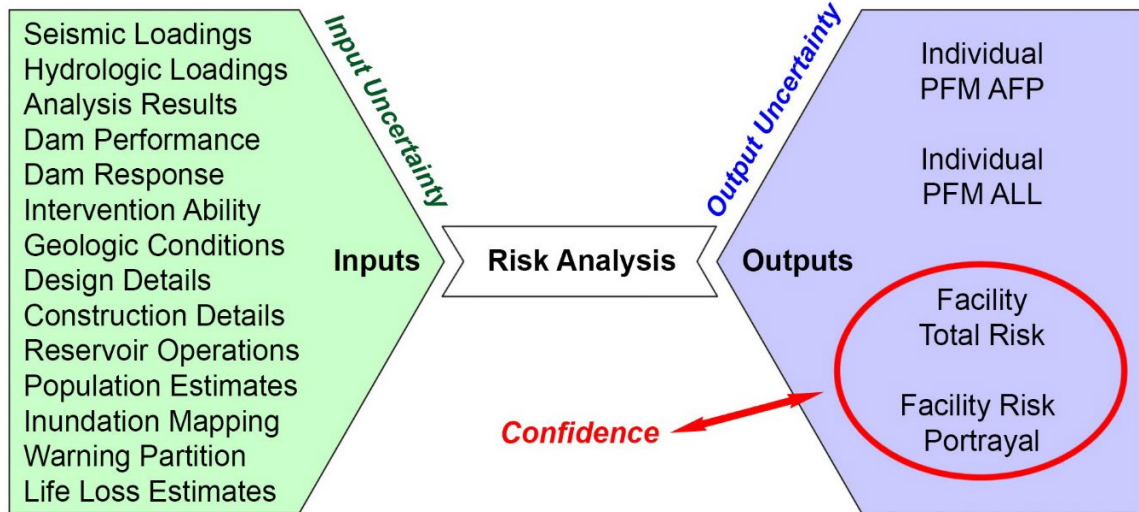 Seismic Loadings
Hydrologic Loadings
Analysis Results
Dam Performance
Dam Response
Intervention Ability
Geologic Conditions
Design Details
Construction Details
Reservoir Operations
Population Estimates
Inundation Mapping
Warning Partition
Life Loss Estimates
Input Uncertainty
Inputs
Risk Analysis
Output Uncertainty
Outputs
Individual
PFM AFP
Individual
PFM ALL
Facility
Total Risk
Facility Risk
Portrayal
Confidence